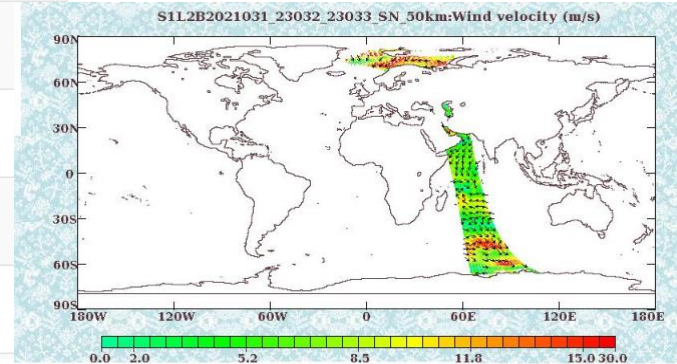 S1L2B2021031_23032_23033_SN_50km:Wind velocity (m/s)
90N
60N
30N
0
30S
60S
90S
180W 120W 60W 0 60E 120E 180E
0.0 2.0 5.2 8.5 11.8 15.0 30.0